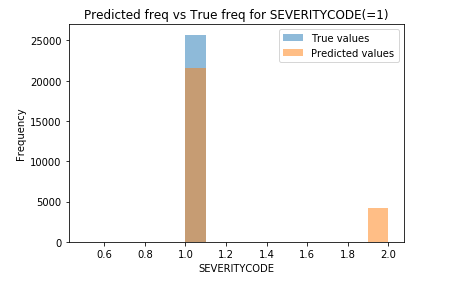 Predicted freq vs True freq for SEVERITYCODE(=1)
True values
Predicted values
25000
20000
15000
10000
5000
0
Frequency
0.6 0.8 1.0 1.2 1.4 1.6 1.8 2.0
SEVERITYCODE